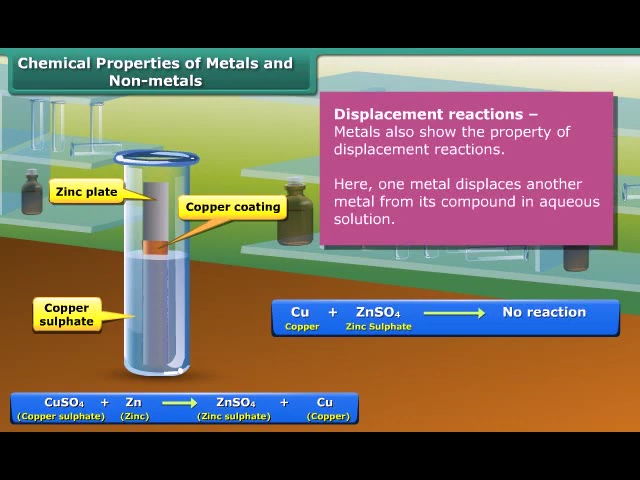 Chemical Properties of Metals and
Non-metals
Displacement reactions –
Metals also show the property of
displacement reactions.
Here, one metal displaces another
metal from its compound in aqueous
solution.
Zinc plate
Copper coating
Copper
sulphate
Cu + ZnSO₄ ⟶ No reaction
Copper Zinc Sulphate
CuSO₄ + Zn ⟶ ZnSO₄ + Cu
(Copper sulphate) (Zinc) (Zinc sulphate) (Copper)